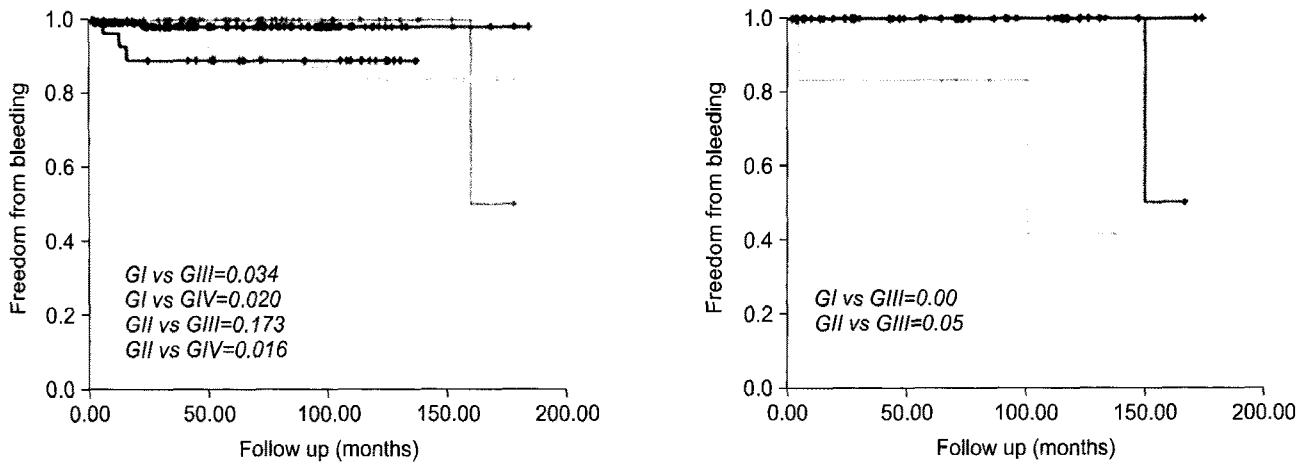 Freedom from bleeding
1.0
0.8
0.6
0.4
0.2
0.0
GI vs GIII=0.034
GI vs GIV=0.020
GII vs GIII=0.173
GII vs GIV=0.016
0.00 50.00 100.00 150.00 200.00
Follow up (months)
Freedom from bleeding
1.0
0.8
0.6
0.4
0.2
0.0
GI vs GIII=0.00
GII vs GIII=0.05
0.00 50.00 100.00 150.00 200.00
Follow up (months)